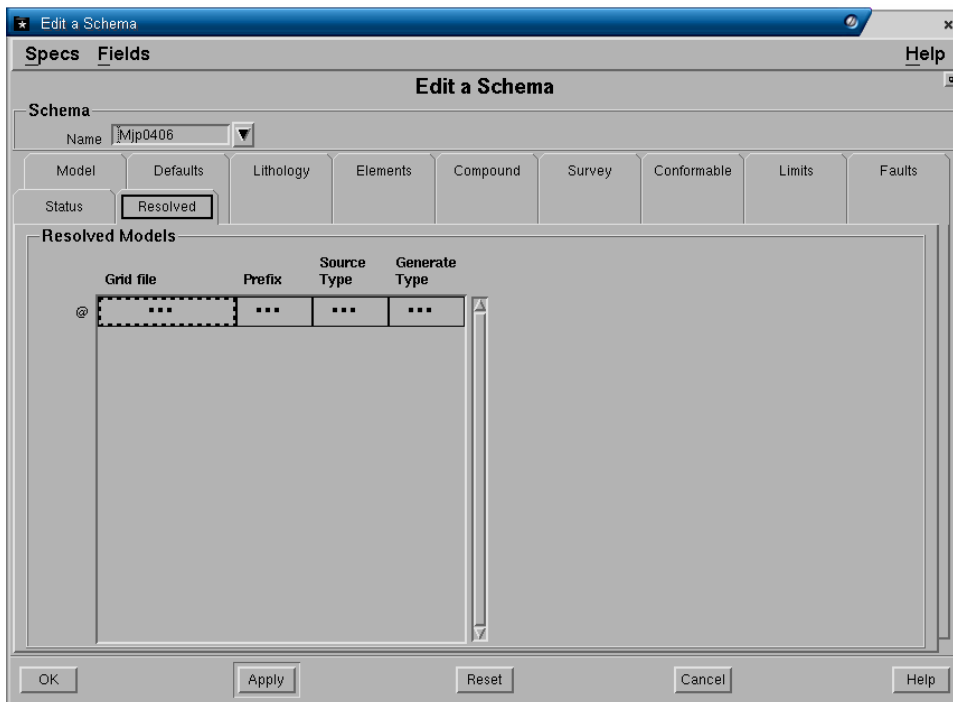 Edit a Schema
Specs Fields Help
Edit a Schema
Schema
Name Mjp0406
Model Defaults Lithology Elements Compound Survey Conformable Limits Faults
Status Resolved
Resolved Models
Grid file Prefix Source Type Generate Type
@ ... ... ... ...
OK Apply Reset Cancel Help